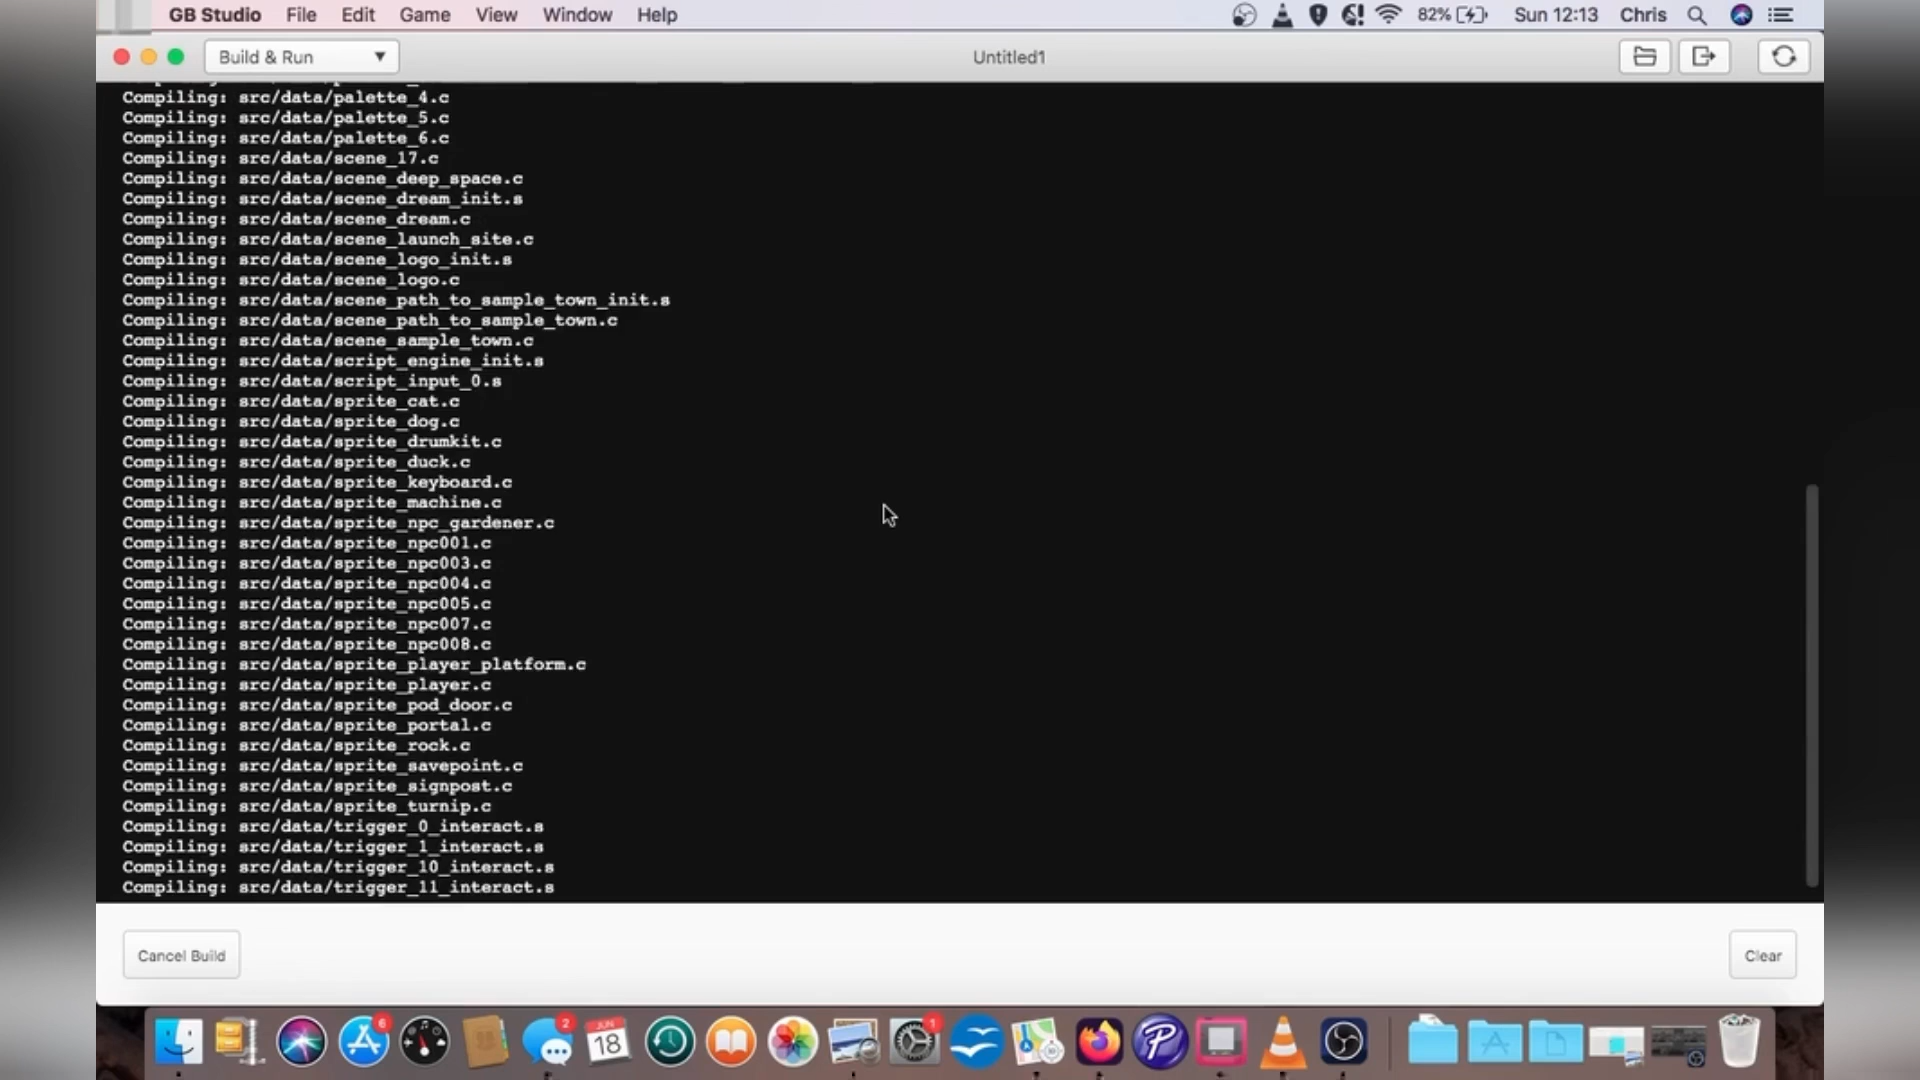 GB Studio File Edit Game View Window Help 82% Sun 12:13 Chris
Build & Run Untitled1
Compiling: src/data/palette_4.c
Compiling: src/data/palette_5.c
Compiling: src/data/palette_6.c
Compiling: src/data/scene_17.c
Compiling: src/data/scene_deep_space.c
Compiling: src/data/scene_dream_init.s
Compiling: src/data/scene_dream.c
Compiling: src/data/scene_launch_site.c
Compiling: src/data/scene_logo_init.s
Compiling: src/data/scene_logo.c
Compiling: src/data/scene_path_to_sample_town_init.s
Compiling: src/data/scene_path_to_sample_town.c
Compiling: src/data/scene_sample_town.c
Compiling: src/data/script_engine_init.s
Compiling: src/data/script_input_0.s
Compiling: src/data/sprite_cat.c
Compiling: src/data/sprite_dog.c
Compiling: src/data/sprite_drumkit.c
Compiling: src/data/sprite_duck.c
Compiling: src/data/sprite_keyboard.c
Compiling: src/data/sprite_machine.c
Compiling: src/data/sprite_npc_gardener.c
Compiling: src/data/sprite_npc001.c
Compiling: src/data/sprite_npc003.c
Compiling: src/data/sprite_npc004.c
Compiling: src/data/sprite_npc005.c
Compiling: src/data/sprite_npc007.c
Compiling: src/data/sprite_npc008.c
Compiling: src/data/sprite_player_platform.c
Compiling: src/data/sprite_player.c
Compiling: src/data/sprite_pod_door.c
Compiling: src/data/sprite_portal.c
Compiling: src/data/sprite_rock.c
Compiling: src/data/sprite_savepoint.c
Compiling: src/data/sprite_signpost.c
Compiling: src/data/sprite_turnip.c
Compiling: src/data/trigger_0_interact.s
Compiling: src/data/trigger_1_interact.s
Compiling: src/data/trigger_10_interact.s
Compiling: src/data/trigger_11_interact.s
Cancel Build Clear
6 2 JUN 18 1